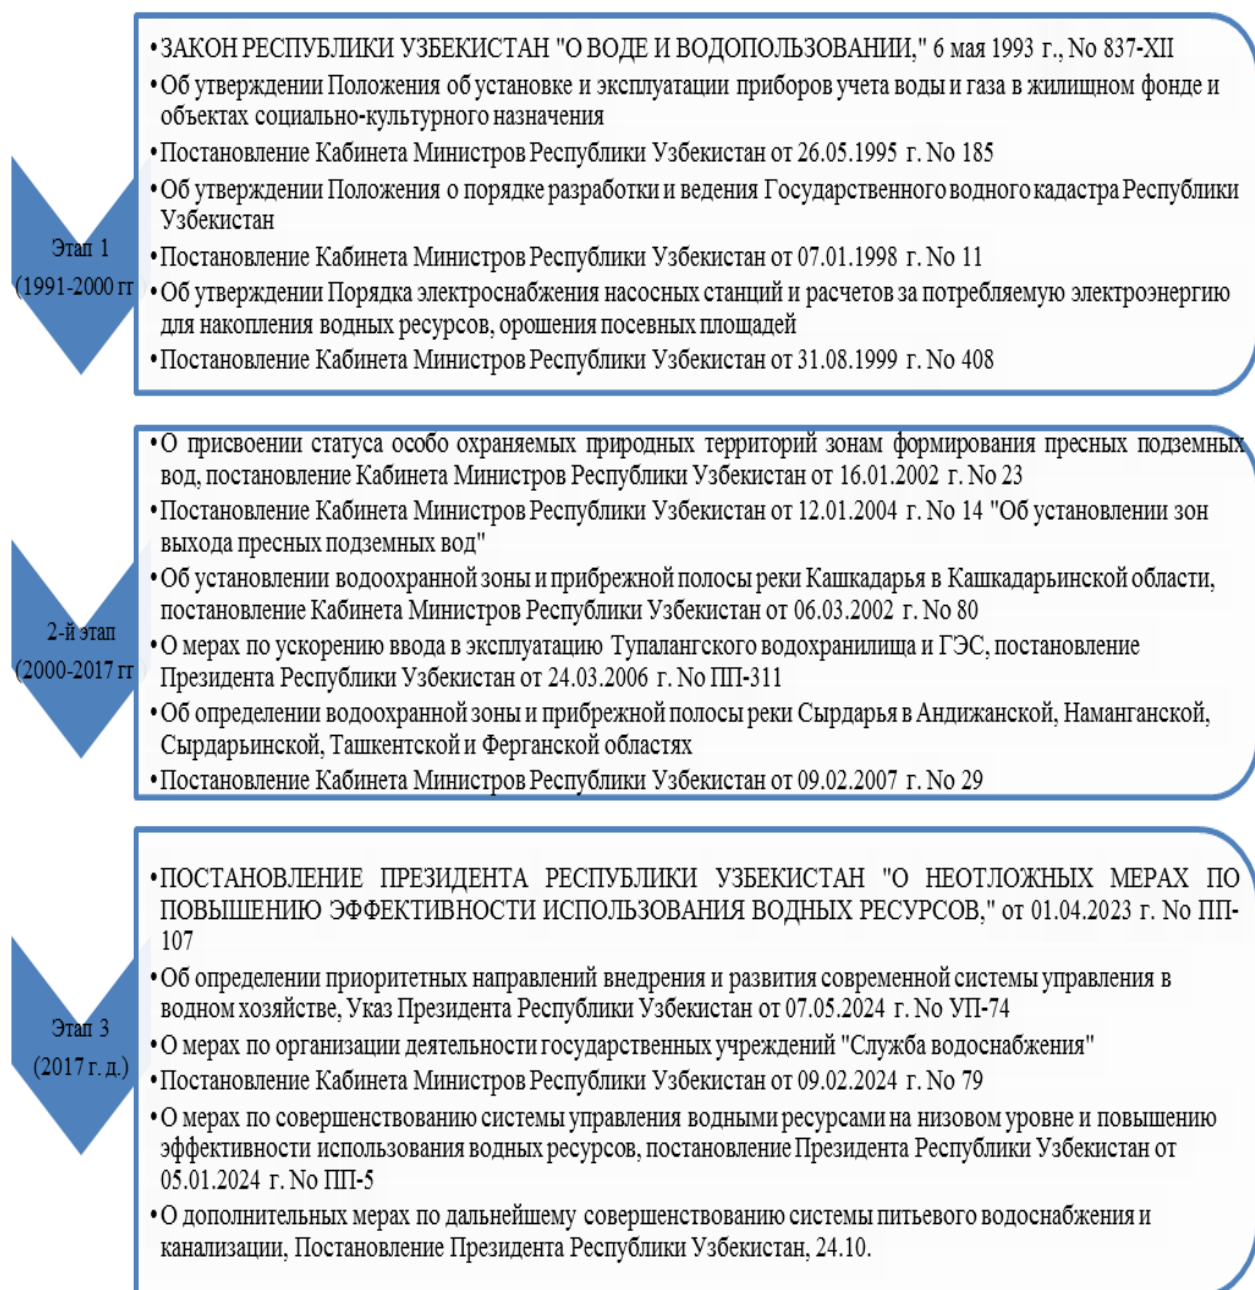 • ЗАКОН РЕСПУБЛИКИ УЗБЕКИСТАН "О ВОДЕ И ВОДОПОЛЬЗОВАНИИ," 6 мая 1993 г., No 837-XII
• Об утверждении Положения об установке и эксплуатации приборов учета воды и газа в жилищном фонде и
объектах социально-культурного назначения
• Постановление Кабинета Министров Республики Узбекистан от 26.05.1995 г. No 185
• Об утверждении Положения о порядке разработки и ведения Государственного водного кадастра Республики
Узбекистан
• Постановление Кабинета Министров Республики Узбекистан от 07.01.1998 г. No 11
• Об утверждении Порядка электроснабжения насосных станций и расчетов за потребляемую электроэнергию
для накопления водных ресурсов, орошения посевных площадей
• Постановление Кабинета Министров Республики Узбекистан от 31.08.1999 г. No 408
Этап 1
(1991-2000 гг )
• О присвоении статуса особо охраняемых природных территорий зонам формирования пресных подземных
вод, постановление Кабинета Министров Республики Узбекистан от 16.01.2002 г. No 23
• Постановление Кабинета Министров Республики Узбекистан от 12.01.2004 г. No 14 "Об установлении зон
выхода пресных подземных вод"
• Об установлении водоохранной зоны и прибрежной полосы реки Кашкадарья в Кашкадарьинской области,
постановление Кабинета Министров Республики Узбекистан от 06.03.2002 г. No 80
• О мерах по ускорению ввода в эксплуатацию Тупалангского водохранилища и ГЭС, постановление
Президента Республики Узбекистан от 24.03.2006 г. No ПП-311
• Об определении водоохранной зоны и прибрежной полосы реки Сырдарья в Андижанской, Наманганской,
Сырдарьинской, Ташкентской и Ферганской областях
• Постановление Кабинета Министров Республики Узбекистан от 09.02.2007 г. No 29
2-й этап
(2000-2017 гг )
• ПОСТАНОВЛЕНИЕ ПРЕЗИДЕНТА РЕСПУБЛИКИ УЗБЕКИСТАН "О НЕОТЛОЖНЫХ МЕРАХ ПО
ПОВЫШЕНИЮ ЭФФЕКТИВНОСТИ ИСПОЛЬЗОВАНИЯ ВОДНЫХ РЕСУРСОВ," от 01.04.2023 г. No ПП-
107
• Об определении приоритетных направлений внедрения и развития современной системы управления в
водном хозяйстве, Указ Президента Республики Узбекистан от 07.05.2024 г. No УП-74
• О мерах по организации деятельности государственных учреждений "Служба водоснабжения"
• Постановление Кабинета Министров Республики Узбекистан от 09.02.2024 г. No 79
• О мерах по совершенствованию системы управления водными ресурсами на низовом уровне и повышению
эффективности использования водных ресурсов, постановление Президента Республики Узбекистан от
05.01.2024 г. No ПП-5
• О дополнительных мерах по дальнейшему совершенствованию системы питьевого водоснабжения и
канализации, Постановление Президента Республики Узбекистан, 24.10.
Этап 3
(2017 г. д.)